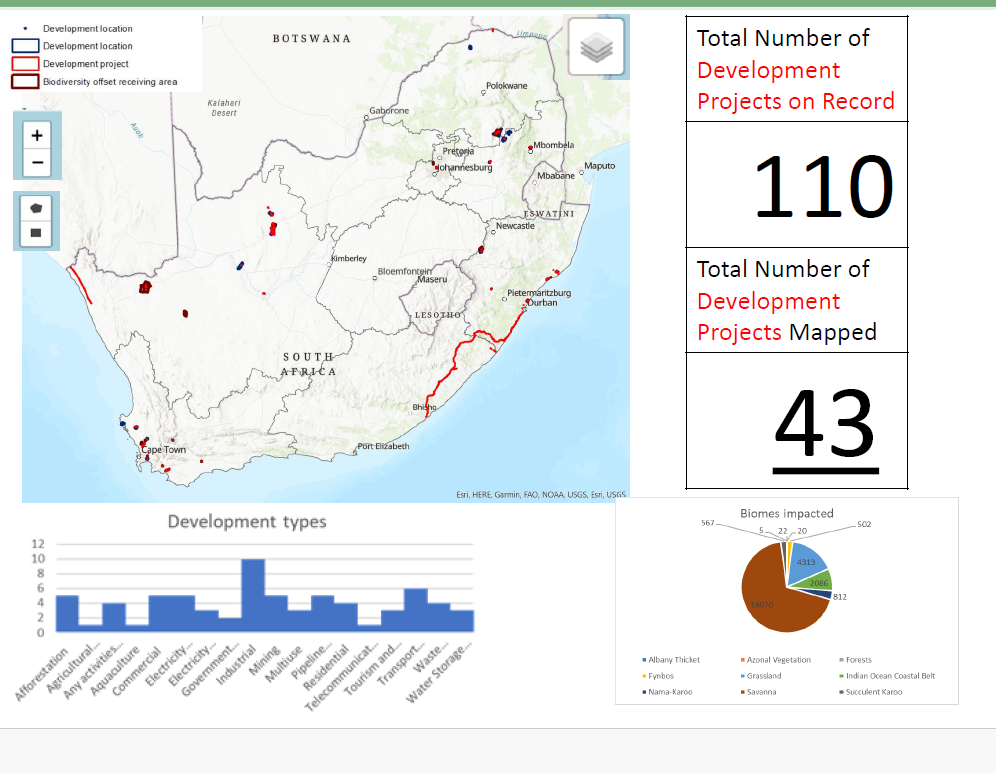 Development location
Development location
Development project
Biodiversity offset receiving area
+
−
BOTSWANA
Limpopo
Polokwane
Kalahari
Desert
Gaborone
Auob
Pretoria
Johannesburg
Mbombela
Maputo
Mbabane
ESWATINI
Newcastle
Kimberley
Bloemfontein
Maseru
LESOTHO
Pietermaritzburg
Durban
SOUTH
AFRICA
Bhisho
Cape Town
Port Elizabeth
Esri, HERE, Garmin, FAO, NOAA, USGS, Esri, USGS
Total Number of
Development
Projects on Record
110
Total Number of
Development
Projects Mapped
43
Development types
12
10
8
6
4
2
0
Afforestation
Agricultural...
Any activities...
Aquaculture
Commercial
Electricity...
Electricity...
Government...
Industrial
Mining
Multiuse
Pipeline...
Residential
Telecommunicat...
Tourism and...
Transport...
Waste...
Water Storage...
Biomes impacted
567
5
22
20
502
4313
2086
812
Albany Thicket
Azonal Vegetation
Forests
Fynbos
Grassland
Indian Ocean Coastal Belt
Nama-Karoo
Savanna
Succulent Karoo